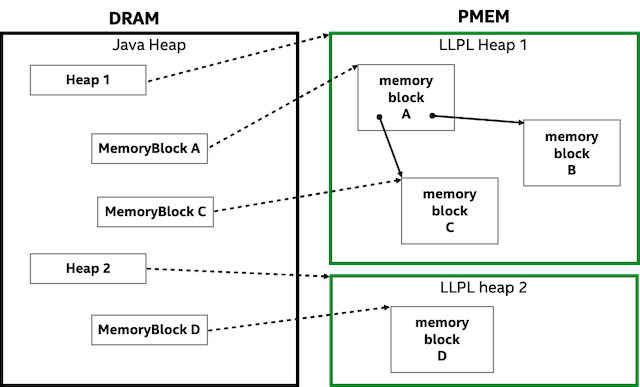 DRAM
PMEM
Java Heap
Heap 1
MemoryBlock A
MemoryBlock C
Heap 2
MemoryBlock D
LLPL Heap 1
memory
block
A
memory
block
B
memory
block
C
LLPL heap 2
memory
block
D